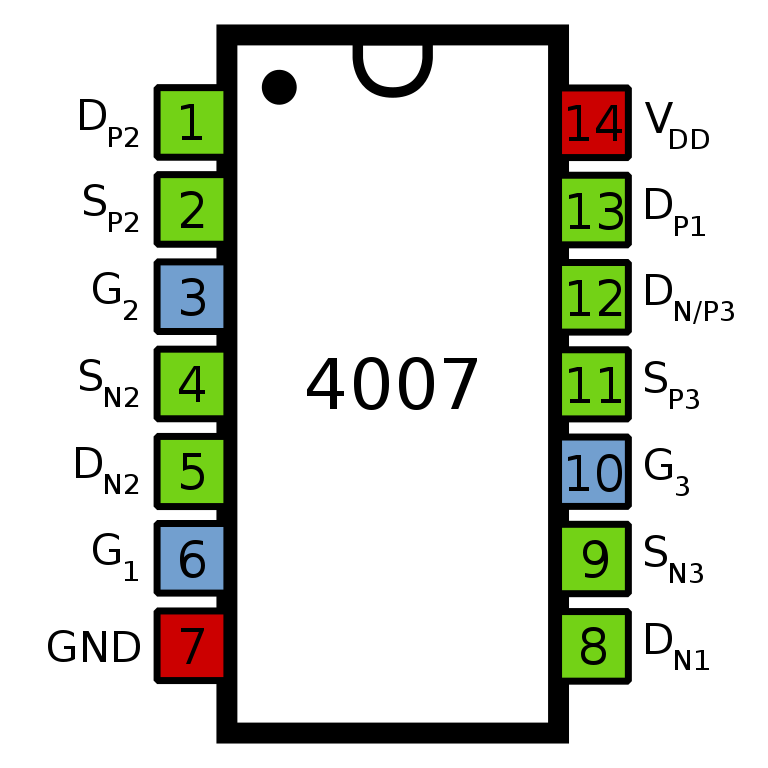 D_P2 1 14 V_DD
S_P2 2 13 D_P1
G_2 3 12 D_N/P3
S_N2 4 4007 11 S_P3
D_N2 5 10 G_3
G_1 6 9 S_N3
GND 7 8 D_N1